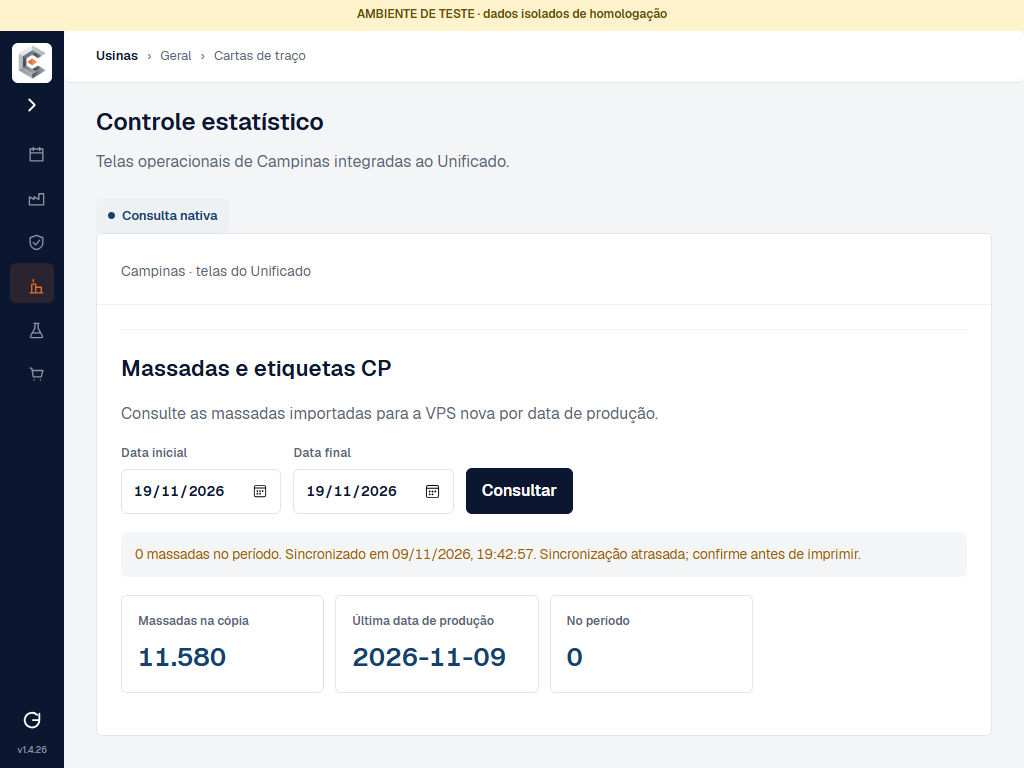 AMBIENTE DE TESTE · dados isolados de homologação
Usinas › Geral › Cartas de traço
Controle estatístico
Telas operacionais de Campinas integradas ao Unificado.
Consulta nativa
Campinas · telas do Unificado
Massadas e etiquetas CP
Consulte as massadas importadas para a VPS nova por data de produção.
Data inicial Data final
19/11/2026 19/11/2026 Consultar
0 massadas no período. Sincronizado em 09/11/2026, 19:42:57. Sincronização atrasada; confirme antes de imprimir.
Massadas na cópia Última data de produção No período
11.580 2026-11-09 0
v1.4.26